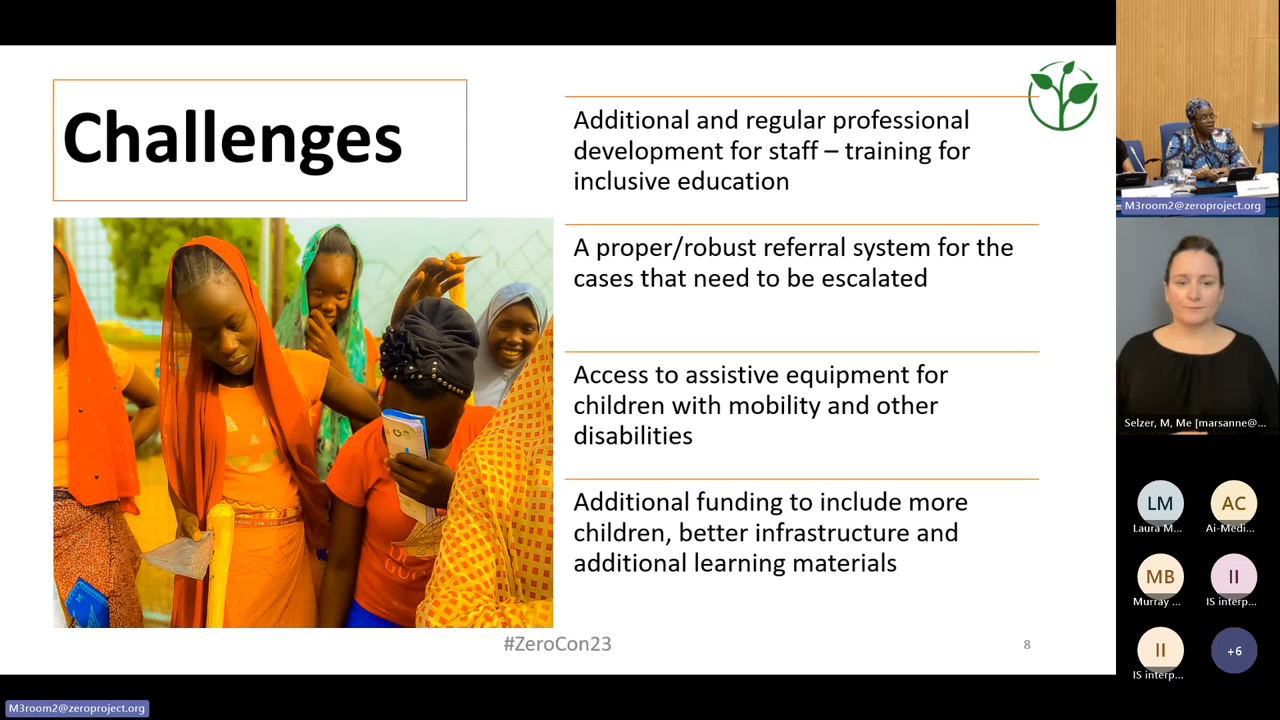 Challenges
Additional and regular professional
development for staff – training for
inclusive education
A proper/robust referral system for the
cases that need to be escalated
Access to assistive equipment for
children with mobility and other
disabilities
Additional funding to include more
children, better infrastructure and
additional learning materials
#ZeroCon23
8
M3room2@zeroproject.org
Selzer, M, Me [marsanne@...
LM
Laura M...
AC
Ai-Medi...
MB
Murray ...
II
IS interp...
II
IS interp...
+6
M3room2@zeroproject.org